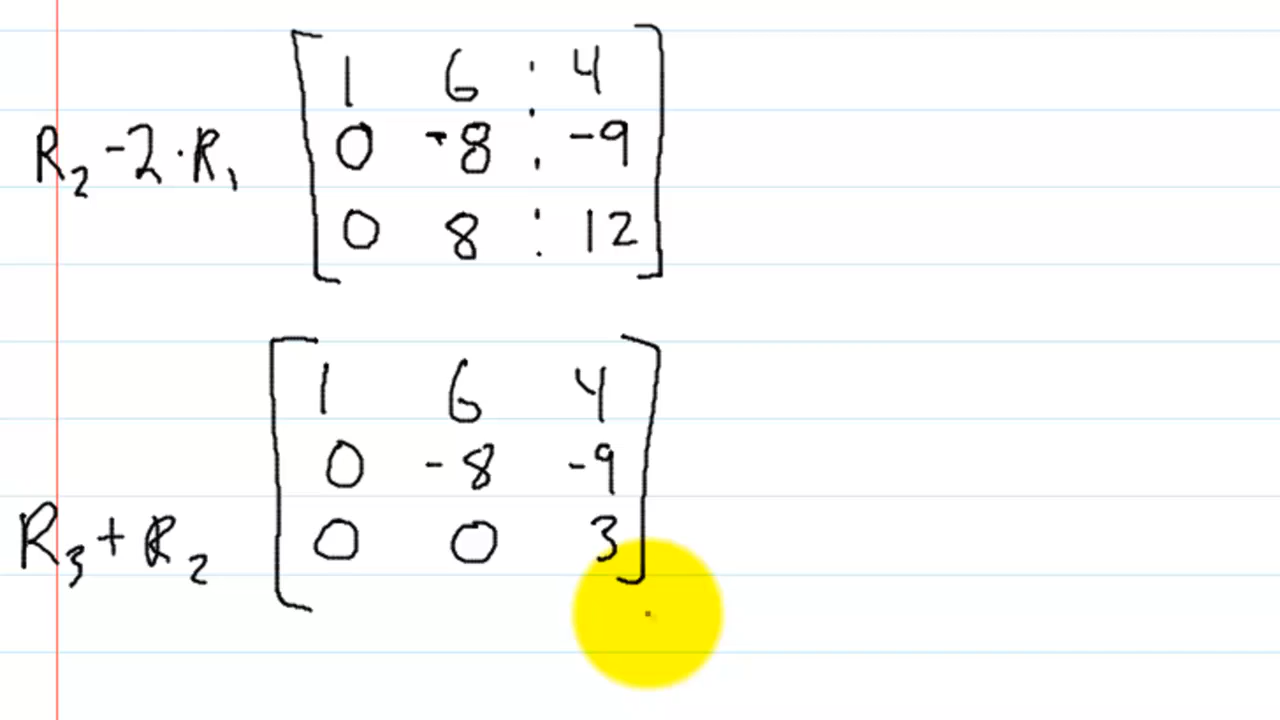 1 6 : 4
R₂ -2·R₁ 0 -8 : -9
0 8 : 12
1 6 4
0 -8 -9
R₃+R₂ 0 0 3